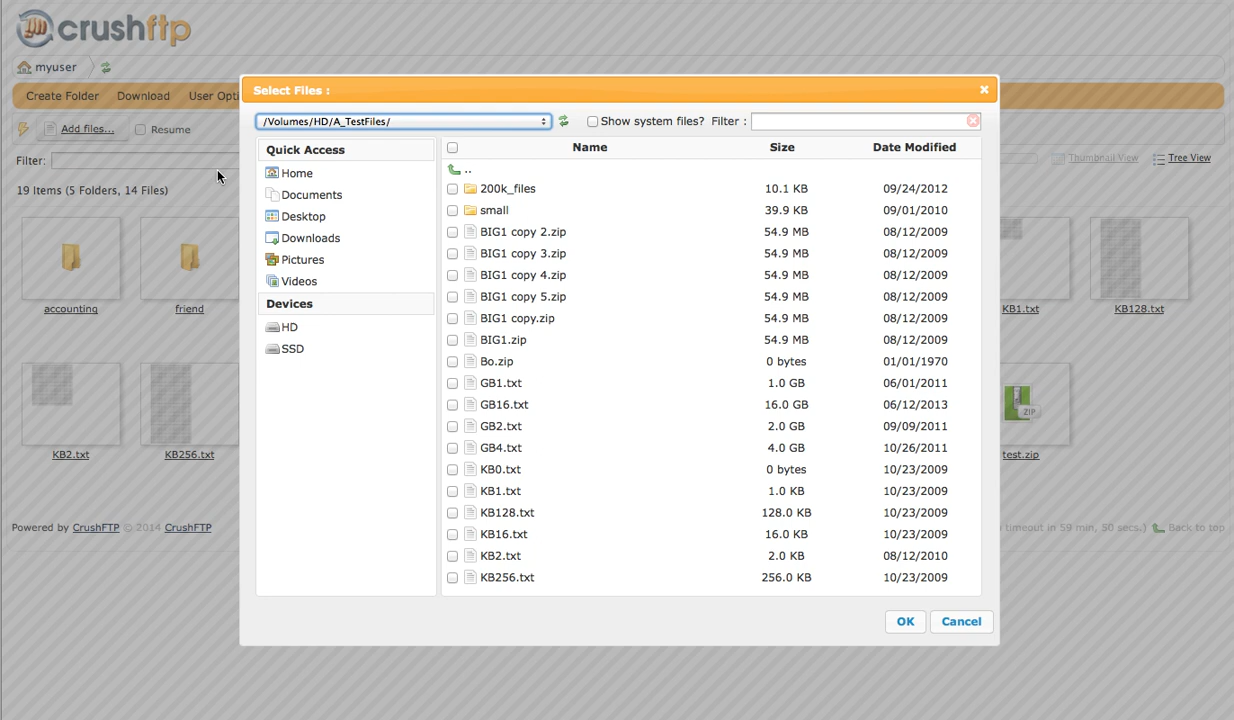 crushftp
myuser
Create Folder Download User Opti
Add files... Resume
Filter:
19 Items (5 Folders, 14 Files)
accounting
friend
KB2.txt
KB256.txt
Select Files :
/Volumes/HD/A_TestFiles/
Show system files? Filter :
Quick Access
Home
Documents
Desktop
Downloads
Pictures
Videos
Devices
HD
SSD
Name Size Date Modified
..
200k_files 10.1 KB 09/24/2012
small 39.9 KB 09/01/2010
BIG1 copy 2.zip 54.9 MB 08/12/2009
BIG1 copy 3.zip 54.9 MB 08/12/2009
BIG1 copy 4.zip 54.9 MB 08/12/2009
BIG1 copy 5.zip 54.9 MB 08/12/2009
BIG1 copy.zip 54.9 MB 08/12/2009
BIG1.zip 54.9 MB 08/12/2009
Bo.zip 0 bytes 01/01/1970
GB1.txt 1.0 GB 06/01/2011
GB16.txt 16.0 GB 06/12/2013
GB2.txt 2.0 GB 09/09/2011
GB4.txt 4.0 GB 10/26/2011
KB0.txt 0 bytes 10/23/2009
KB1.txt 1.0 KB 10/23/2009
KB128.txt 128.0 KB 10/23/2009
KB16.txt 16.0 KB 10/23/2009
KB2.txt 2.0 KB 08/12/2010
KB256.txt 256.0 KB 10/23/2009
OK Cancel
Thumbnail View Tree View
KB1.txt
KB128.txt
ZIP
test.zip
Powered by CrushFTP © 2014 CrushFTP
timeout in 59 min, 50 secs.) Back to top